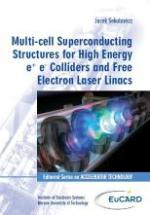 Jacek Sekutowicz
Multi-cell Superconducting
Structures for High Energy
e⁺ e⁻ Colliders and Free
Electron Laser Linacs
Editorial Series on ACCELERATOR TECHNOLOGY
Institute of Electronic Systems
Warsaw University of Technology
EuCARD